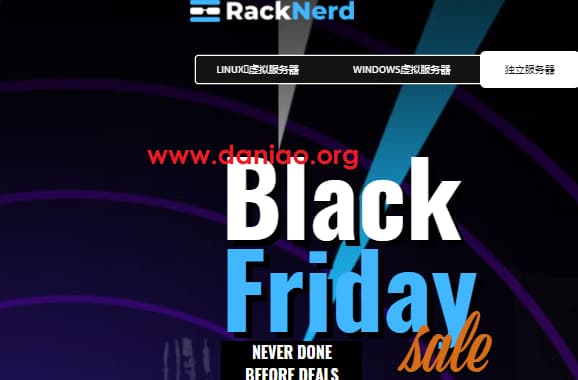 RackNerd
LINUX虚拟服务器 WINDOWS虚拟服务器 独立服务器
www.daniao.org
Black
Friday
sale
NEVER DONE
BEFORE DEALS